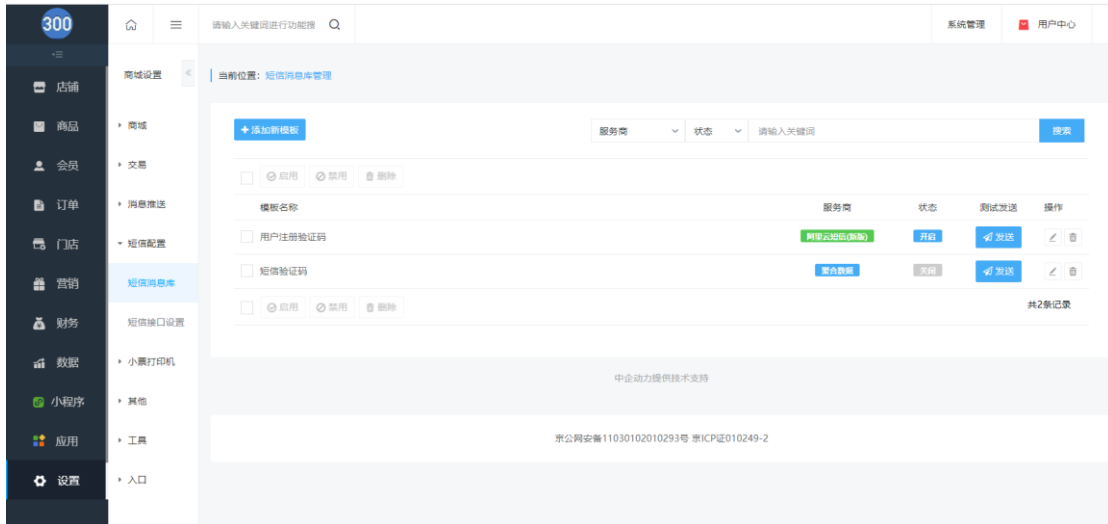 300
请输入关键词进行功能搜
系统管理
用户中心
店铺
商品
会员
订单
门店
营销
财务
数据
小程序
应用
设置
商城设置
商城
交易
消息推送
短信配置
短信消息库
短信接口设置
小票打印机
其他
工具
入口
当前位置：短信消息库管理
添加新模板
服务商 状态 请输入关键词 搜索
启用 禁用 删除
模板名称 服务商 状态 测试发送 操作
用户注册验证码 阿里云短信(新版) 开启 发送
短信验证码 聚合数据 关闭 发送
启用 禁用 删除
共2条记录
中企动力提供技术支持
京公网安备11030102010293号 京ICP证010249-2